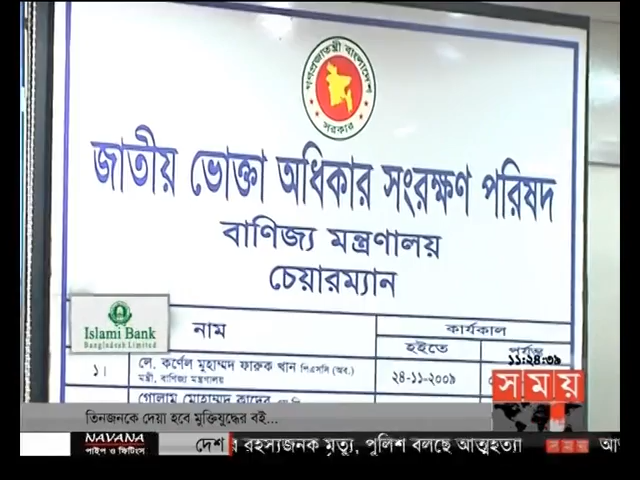 গণপ্রজাতন্ত্রী বাংলাদেশ
সরকার
জাতীয় ভোক্তা অধিকার সংরক্ষণ পরিষদ
বাণিজ্য মন্ত্রণালয়
চেয়ারম্যান
নাম
কার্যকাল
হইতে
পর্যন্ত
১।
লে. কর্ণেল মুহাম্মদ ফারুক খান পিএসসি (অব.)
মন্ত্রী, বাণিজ্য মন্ত্রণালয়
২৪-১১-২০০৯
গোলাম মোহাম্মদ কাদের
Islami Bank
Bangladesh Limited
১১:২৪:৩৯
সময়
তিনজনকে দেয়া হবে মুক্তিযুদ্ধের বই...
NAVANA
পাইপ ও ফিটিংস
দেশ
র রহস্যজনক মৃত্যু, পুলিশ বলছে আত্মহত্যা
সময়